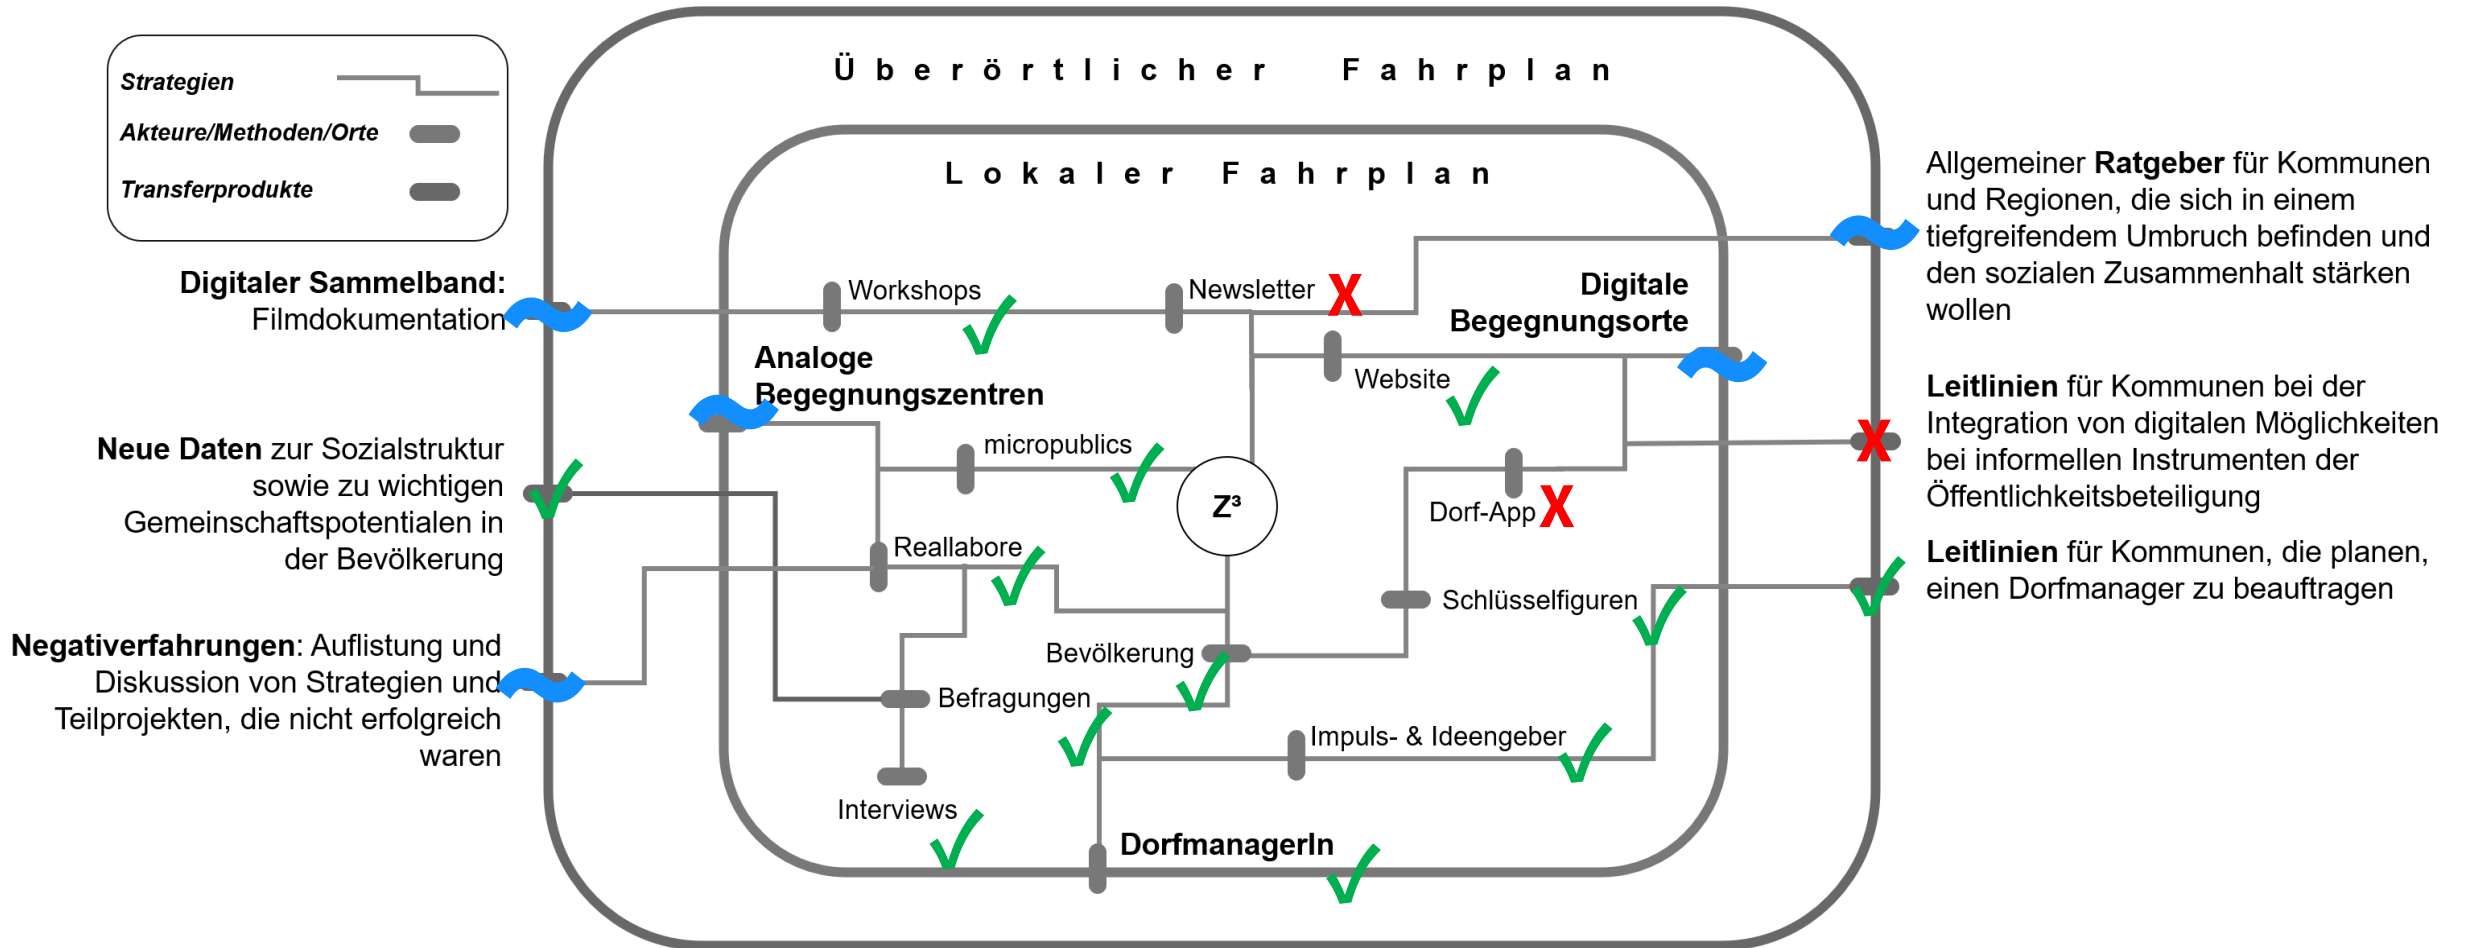 Strategien
Akteure/Methoden/Orte
Transferprodukte
Überörtlicher Fahrplan
Lokaler Fahrplan
Digitaler Sammelband:
Filmdokumentation
Neue Daten zur Sozialstruktur
sowie zu wichtigen
Gemeinschaftspotentialen in
der Bevölkerung
Negativerfahrungen: Auflistung und
Diskussion von Strategien und
Teilprojekten, die nicht erfolgreich
waren
Workshops
Newsletter
X
Digitale
Begegnungsorte
Analoge
Begegnungszentren
Website
micropublics
Z³
Dorf-App
X
Reallabore
Schlüsselfiguren
Bevölkerung
Befragungen
Impuls- & Ideengeber
Interviews
DorfmanagerIn
Allgemeiner Ratgeber für Kommunen
und Regionen, die sich in einem
tiefgreifendem Umbruch befinden und
den sozialen Zusammenhalt stärken
wollen
Leitlinien für Kommunen bei der
Integration von digitalen Möglichkeiten
bei informellen Instrumenten der
Öffentlichkeitsbeteiligung
X
Leitlinien für Kommunen, die planen,
einen Dorfmanager zu beauftragen